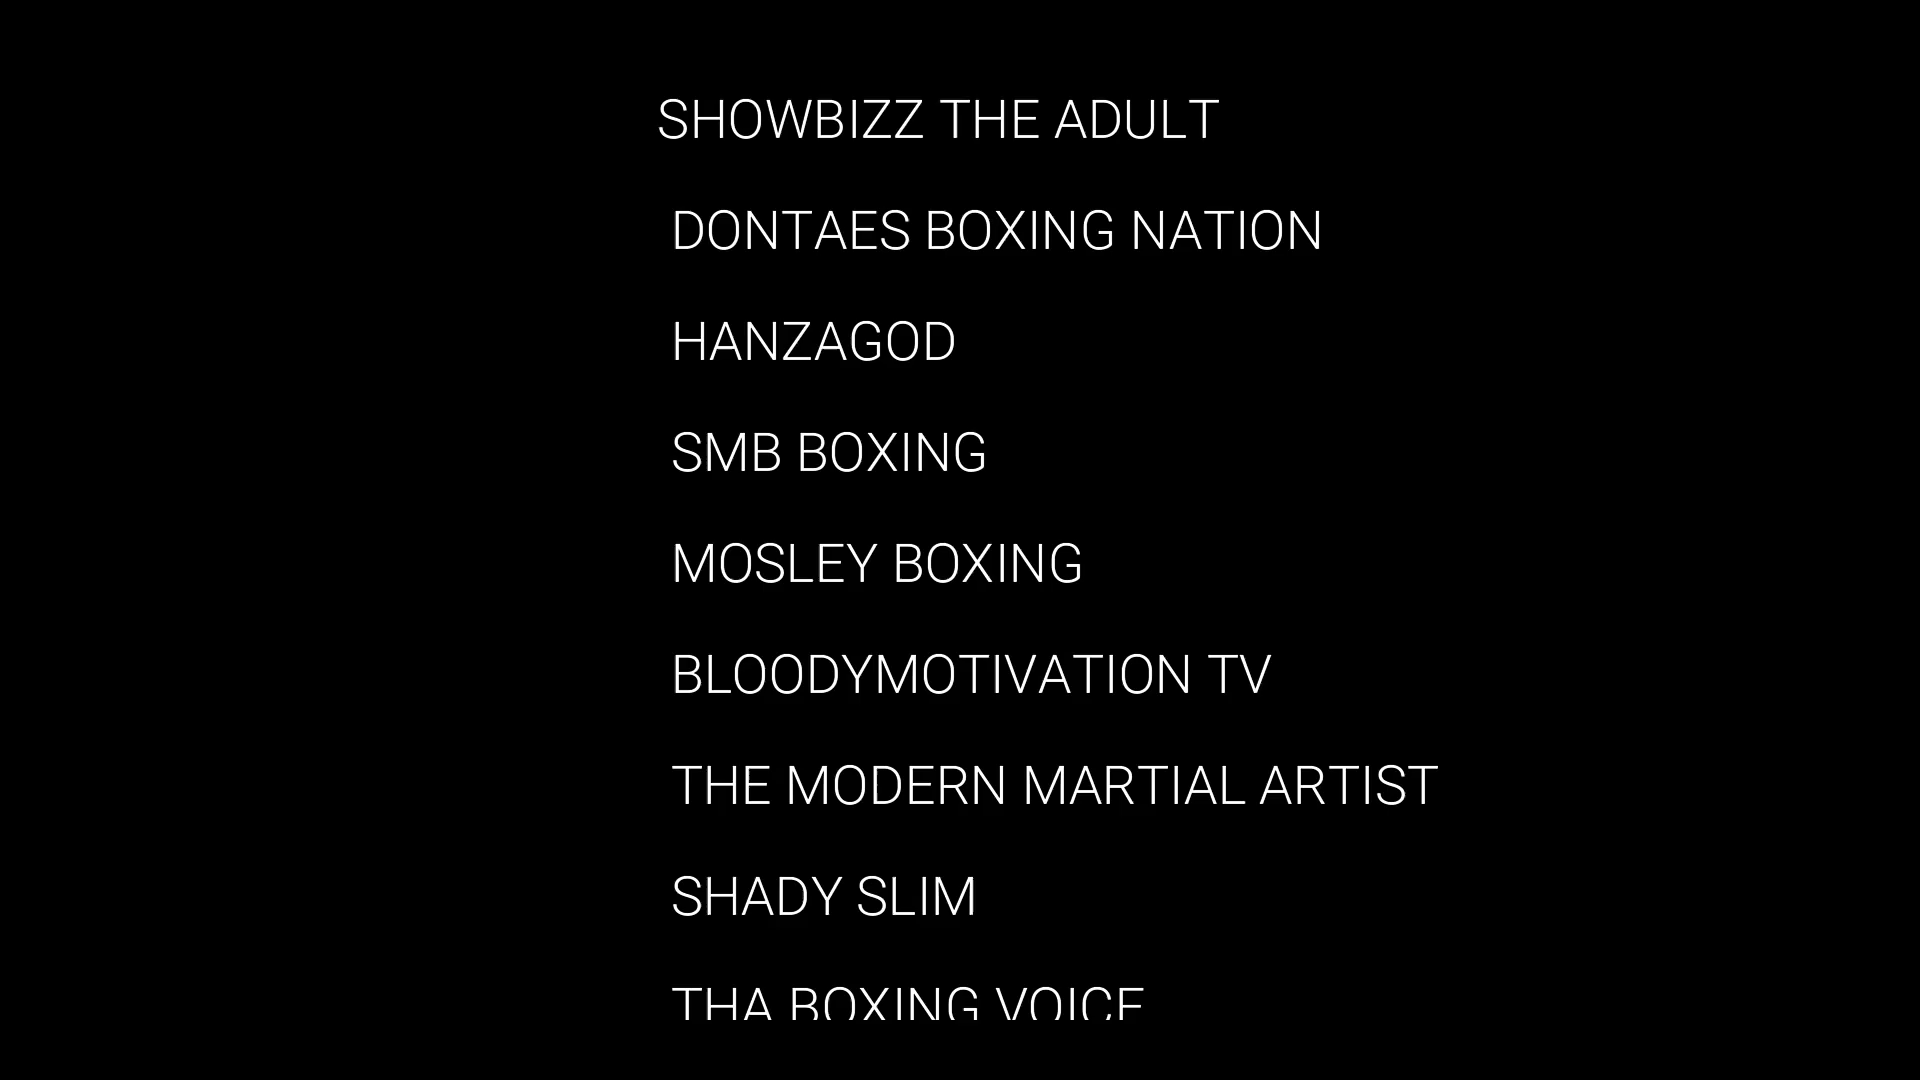 SHOWBIZZ THE ADULT
DONTAES BOXING NATION
HANZAGOD
SMB BOXING
MOSLEY BOXING
BLOODYMOTIVATION TV
THE MODERN MARTIAL ARTIST
SHADY SLIM
THA BOXING VOICE